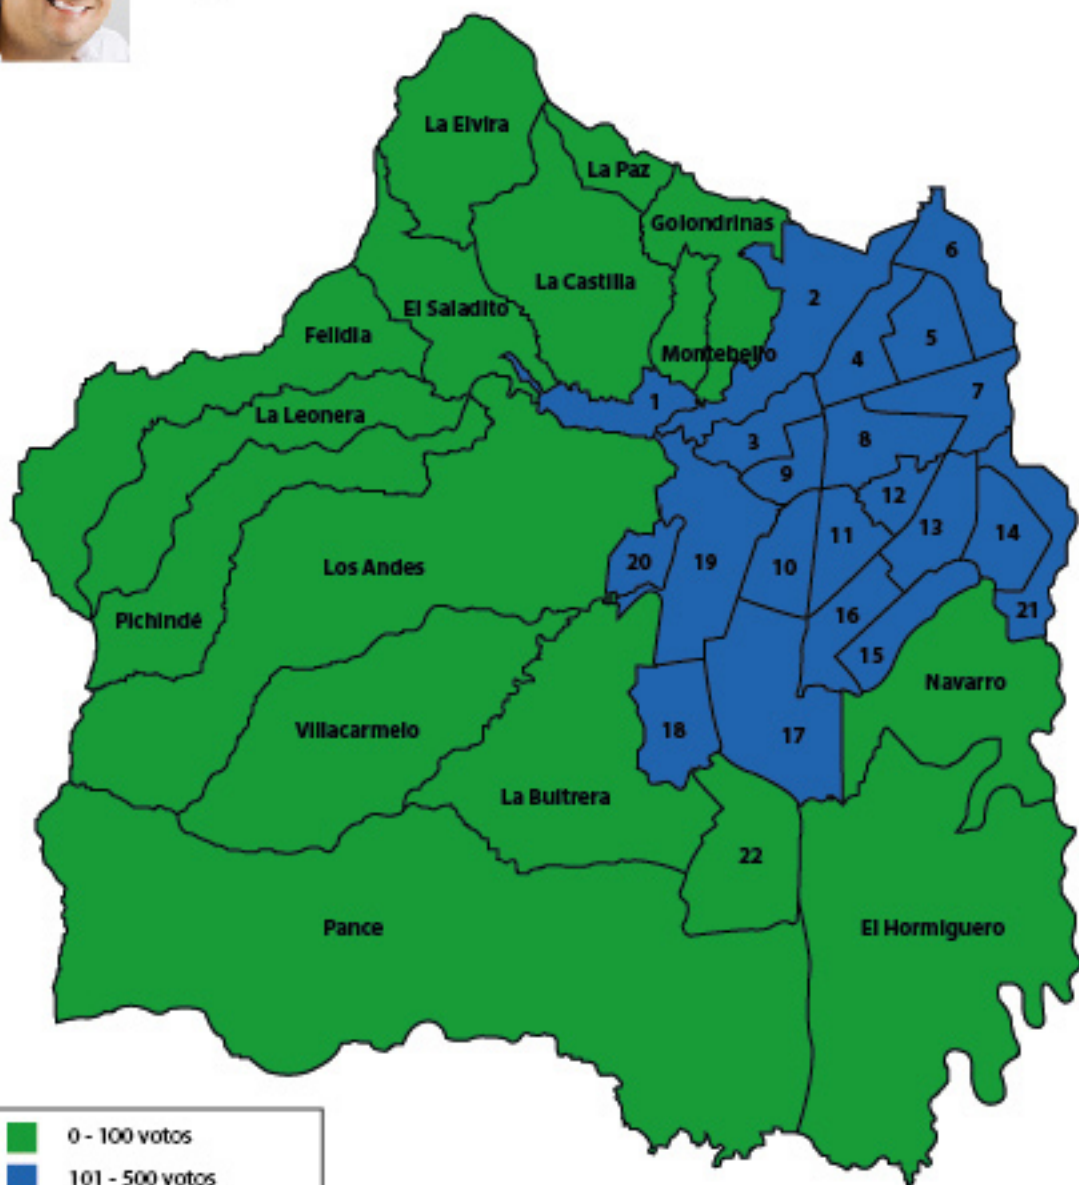 La Elvira
La Paz
Golondrinas
6
La Castilla
2
El Saladito
Felidia
5
Montebello
4
7
1
La Leonera
3
8
9
12
13
14
11
Los Andes
20
19
10
21
16
Pichindé
15
Navarro
Villacarmelo
18
17
La Buitrera
22
Pance
El Hormiguero
0 - 100 votos
101 - 500 votos